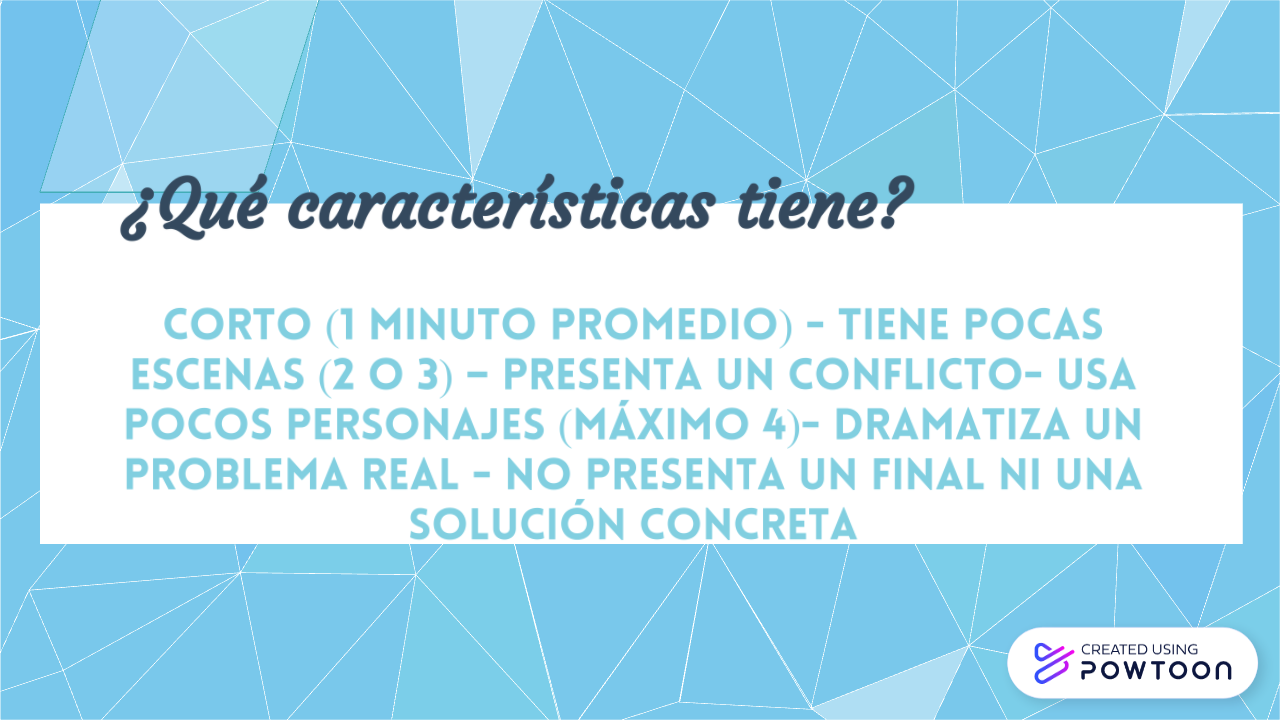 ¿Qué características tiene?
CORTO (1 MINUTO PROMEDIO) - TIENE POCAS
ESCENAS (2 O 3) – PRESENTA UN CONFLICTO- USA
POCOS PERSONAJES (MÁXIMO 4)- DRAMATIZA UN
PROBLEMA REAL - NO PRESENTA UN FINAL NI UNA
SOLUCIÓN CONCRETA
CREATED USING
POWTOON